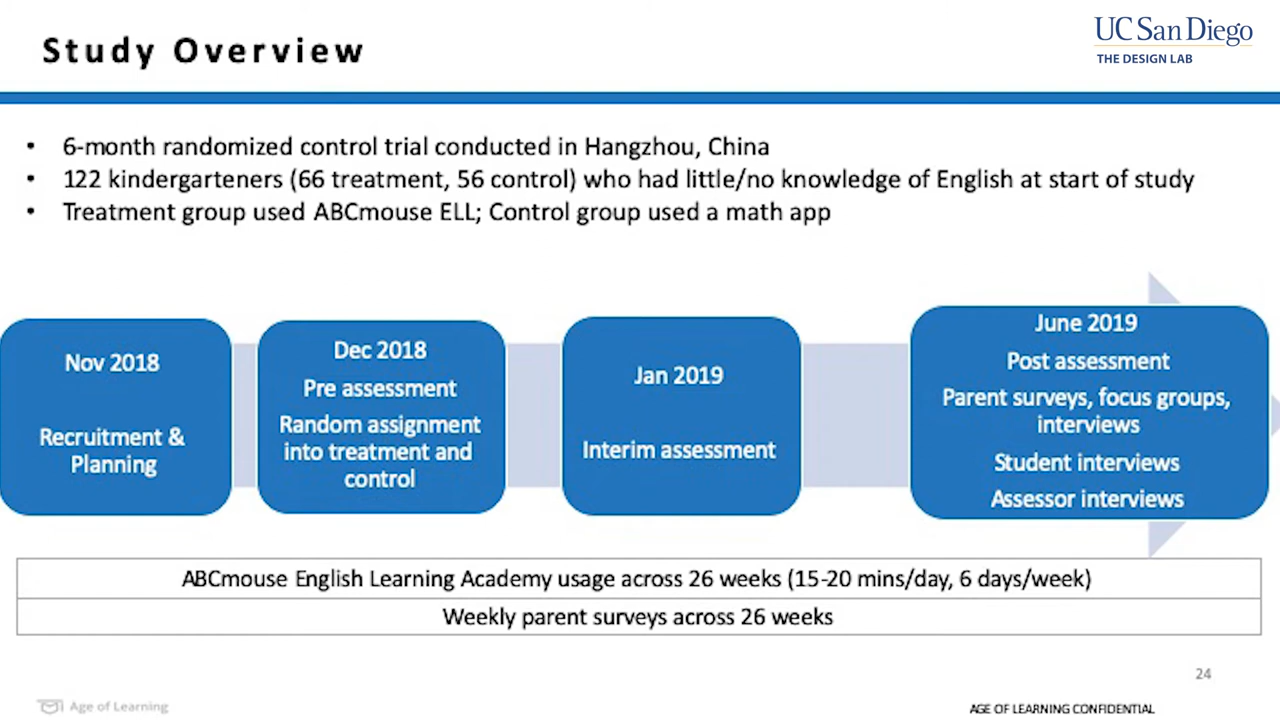 Study Overview
UC San Diego
THE DESIGN LAB
• 6-month randomized control trial conducted in Hangzhou, China
• 122 kindergarteners (66 treatment, 56 control) who had little/no knowledge of English at start of study
• Treatment group used ABCmouse ELL; Control group used a math app
Nov 2018
Recruitment &
Planning
Dec 2018
Pre assessment
Random assignment
into treatment and
control
Jan 2019
Interim assessment
June 2019
Post assessment
Parent surveys, focus groups,
interviews
Student interviews
Assessor interviews
ABCmouse English Learning Academy usage across 26 weeks (15-20 mins/day, 6 days/week)
Weekly parent surveys across 26 weeks
24
Age of Learning
AGE OF LEARNING CONFIDENTIAL